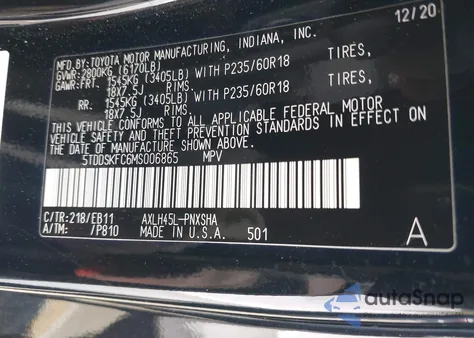 12/20
MFD.BY:TOYOTA MOTOR MANUFACTURING, INDIANA, INC.
GVWR:2800KG (6170LB)
GAWR:FRT. 1545KG (3405LB) WITH P235/60R18 TIRES,
18X7.5J RIMS.
RR. 1545KG (3405LB) WITH P235/60R18 TIRES,
18X7.5J RIMS.
THIS VEHICLE CONFORMS TO ALL APPLICABLE FEDERAL MOTOR
VEHICLE SAFETY AND THEFT PREVENTION STANDARDS IN EFFECT ON
THE DATE OF MANUFACTURE SHOWN ABOVE.
5TDDSKFC6MS006865 MPV
C/TR:218/EB11 AXLH45L-PNXSHA
A/TM: /P810 MADE IN U.S.A. 501 A
autosnap